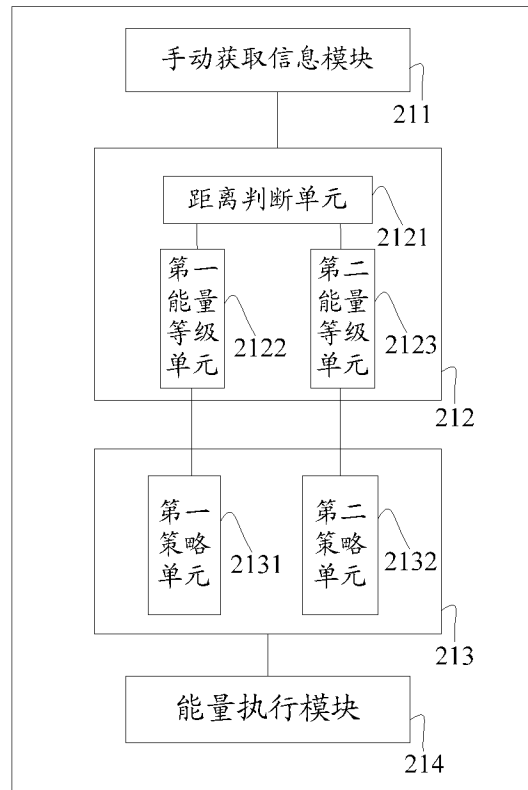 手动获取信息模块
211
距离判断单元
2121
第一
能量
等级
单元
2122
第二
能量
等级
单元
2123
212
第一
策略
单元
2131
第二
策略
单元
2132
213
能量执行模块
214